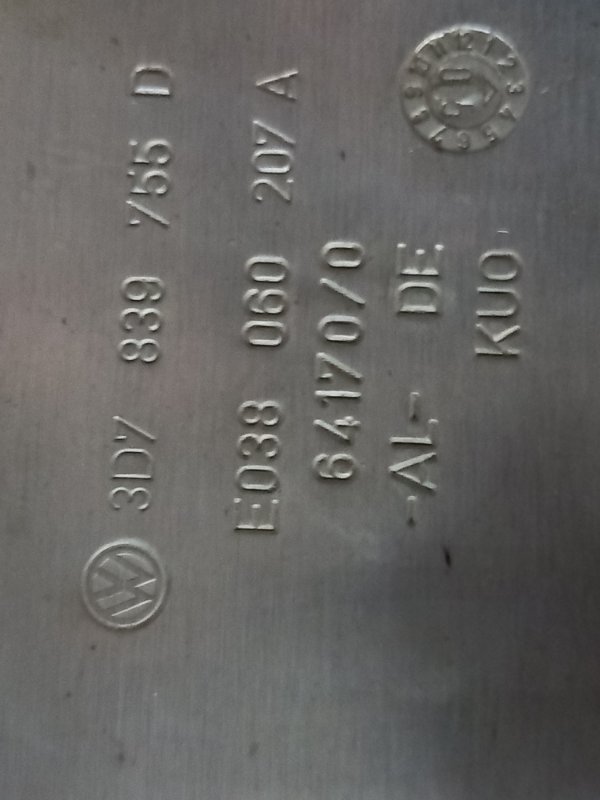 3D7 839 755 D
E038 060 207 A
64170/0
-AL- DE
KUO